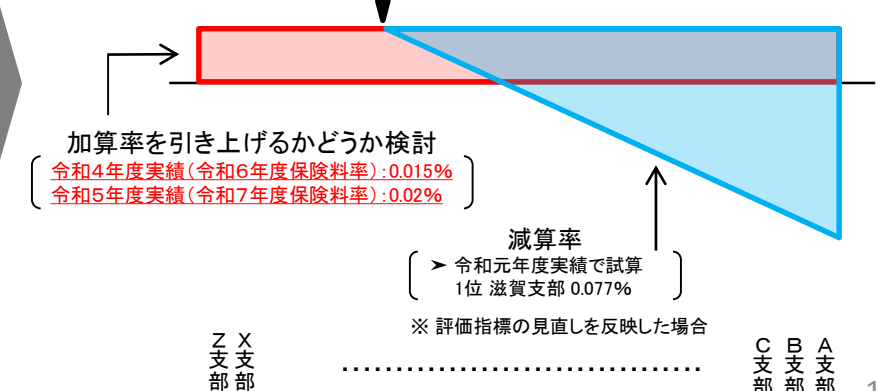 加算率を引き上げるかどうか検討
令和4年度実績(令和6年度保険料率):0.015%
令和5年度実績(令和7年度保険料率):0.02%
減算率
➤ 令和元年度実績で試算
1位 滋賀支部 0.077%
※ 評価指標の見直しを反映した場合
Z支部
X支部
‥‥‥‥‥‥‥‥‥‥‥‥‥‥‥‥
C支部
B支部
A支部
1